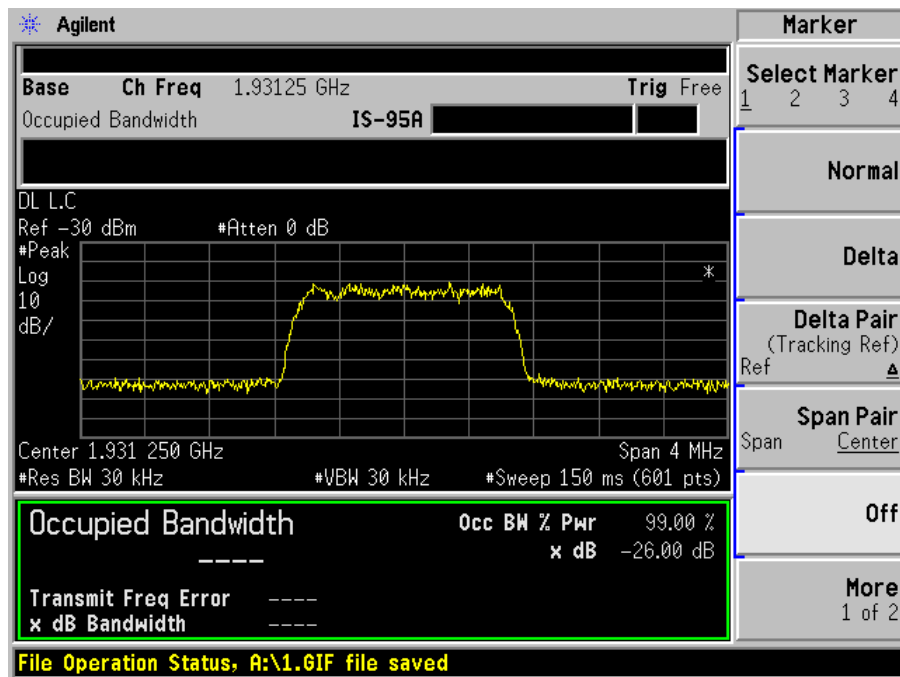 Agilent
Marker
Base Ch Freq 1.93125 GHz Trig Free
Occupied Bandwidth IS-95A
DL L.C
Ref -30 dBm #Atten 0 dB
#Peak
Log
10
dB/
*
Center 1.931 250 GHz Span 4 MHz
#Res BW 30 kHz #VBW 30 kHz #Sweep 150 ms (601 pts)
Occupied Bandwidth Occ BW % Pwr 99.00 %
---- x dB -26.00 dB
Transmit Freq Error ----
x dB Bandwidth ----
File Operation Status, A:\1.GIF file saved
Select Marker
1 2 3 4
Normal
Delta
Delta Pair
(Tracking Ref)
Ref Δ
Span Pair
Span Center
Off
More
1 of 2